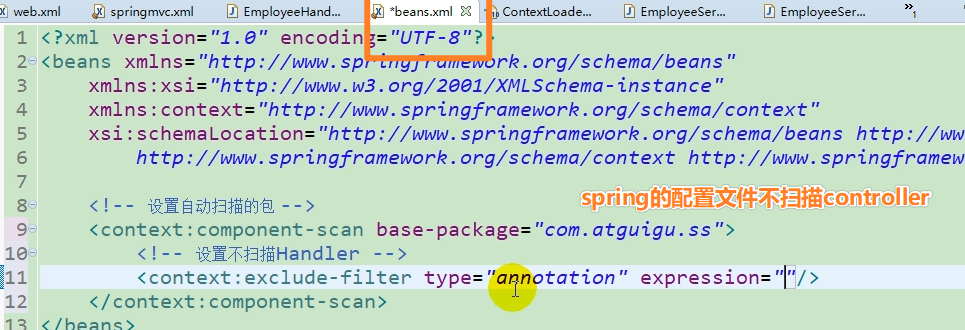 web.xml springmvc.xml EmployeeHand... *beans.xml ContextLoade... EmployeeSer... EmployeeSer... »1
1 <?xml version="1.0" encoding="UTF-8"?>
2 <beans xmlns="http://www.springframework.org/schema/beans"
3 xmlns:xsi="http://www.w3.org/2001/XMLSchema-instance"
4 xmlns:context="http://www.springframework.org/schema/context"
5 xsi:schemaLocation="http://www.springframework.org/schema/beans http://ww
6 http://www.springframework.org/schema/context http://www.springframew
7
spring的配置文件不扫描controller
8 <!-- 设置自动扫描的包 -->
9 <context:component-scan base-package="com.atguigu.ss">
10 <!-- 设置不扫描Handler -->
11 <context:exclude-filter type="annotation" expression=""/>
12 </context:component-scan>
13 </beans>